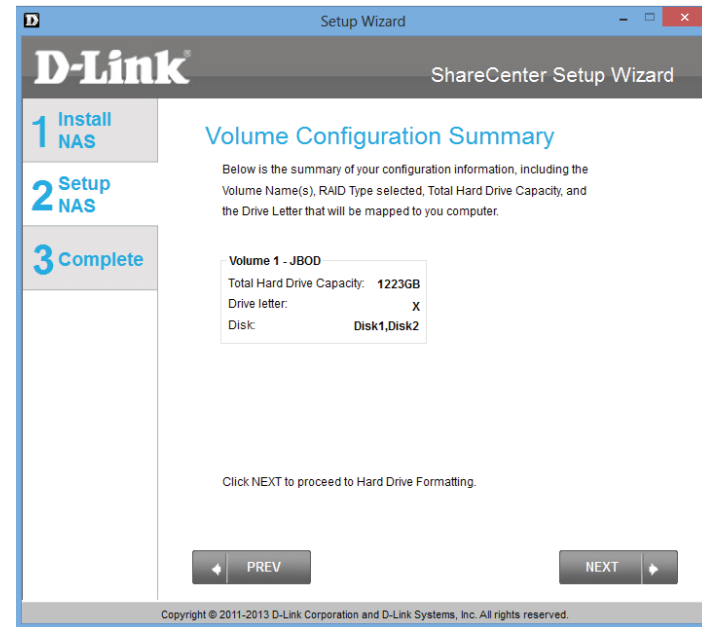 D Setup Wizard
D-Link®
ShareCenter Setup Wizard
1 Install
NAS
2 Setup
NAS
3 Complete
Volume Configuration Summary
Below is the summary of your configuration information, including the
Volume Name(s), RAID Type selected, Total Hard Drive Capacity, and
the Drive Letter that will be mapped to you computer.
Volume 1 - JBOD
Total Hard Drive Capacity: 1223GB
Drive letter: X
Disk: Disk1,Disk2
Click NEXT to proceed to Hard Drive Formatting.
PREV
NEXT
Copyright © 2011-2013 D-Link Corporation and D-Link Systems, Inc. All rights reserved.